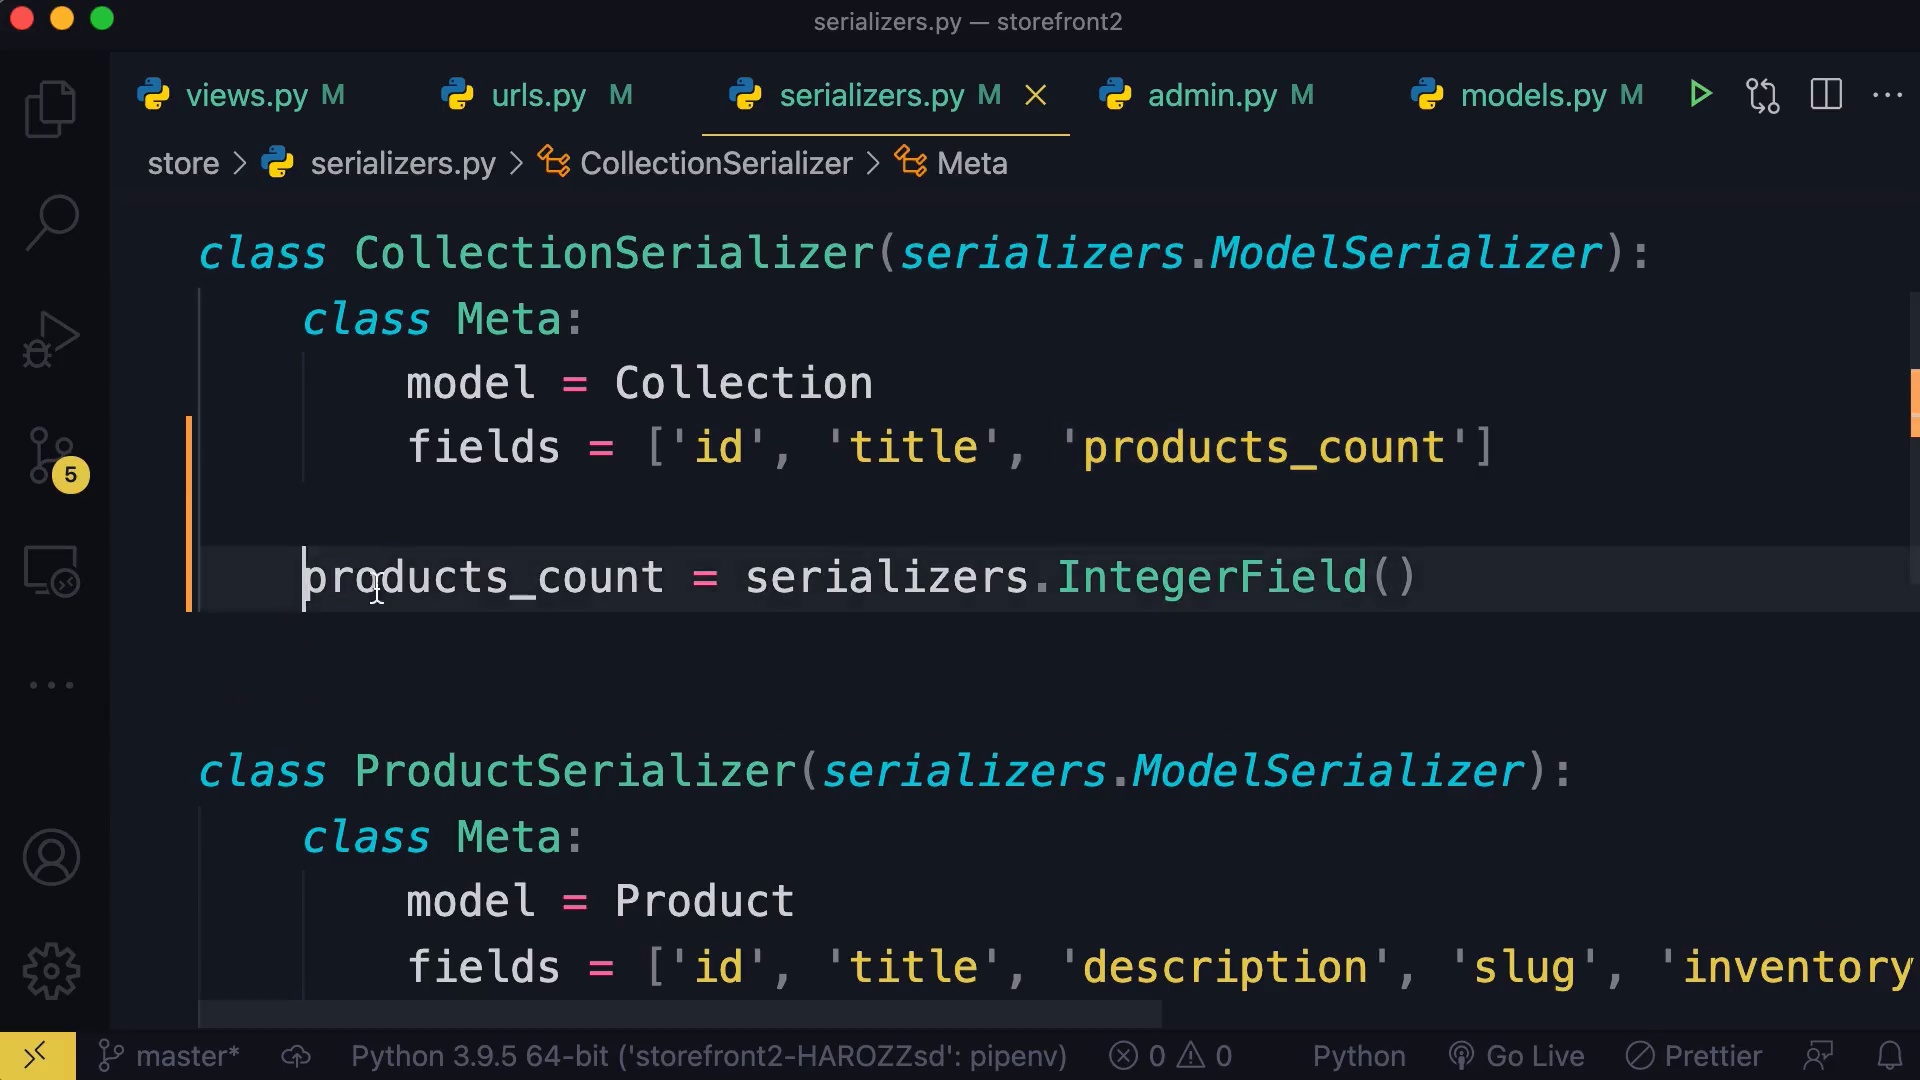 serializers.py — storefront2
views.py M urls.py M serializers.py M admin.py M models.py M
store > serializers.py > CollectionSerializer > Meta
class CollectionSerializer(serializers.ModelSerializer):
class Meta:
model = Collection
fields = ['id', 'title', 'products_count']
products_count = serializers.IntegerField()
class ProductSerializer(serializers.ModelSerializer):
class Meta:
model = Product
fields = ['id', 'title', 'description', 'slug', 'inventory
5
master* Python 3.9.5 64-bit ('storefront2-HAROZZsd': pipenv) 0 0 Python Go Live Prettier